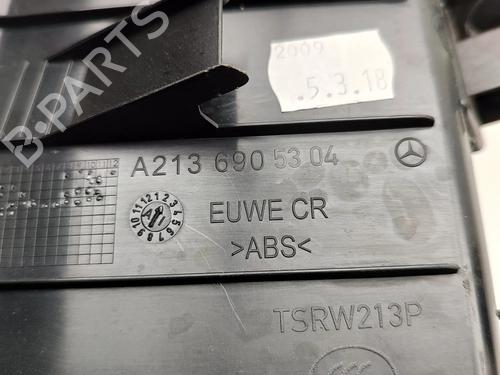 2009
.5.3.18
B-PARTS
A213 690 53 04
EUWE CR
>ABS<
TSRW213P